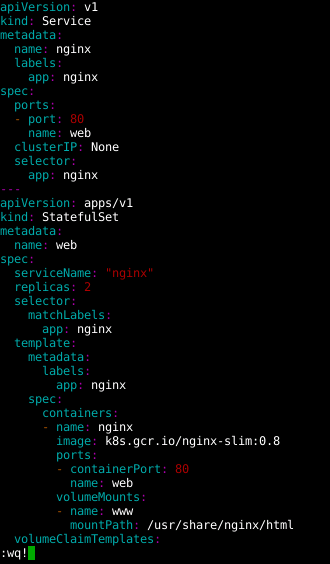 apiVersion: v1
kind: Service
metadata:
  name: nginx
  labels:
    app: nginx
spec:
  ports:
  - port: 80
    name: web
  clusterIP: None
  selector:
    app: nginx
---
apiVersion: apps/v1
kind: StatefulSet
metadata:
  name: web
spec:
  serviceName: "nginx"
  replicas: 2
  selector:
    matchLabels:
      app: nginx
  template:
    metadata:
      labels:
        app: nginx
    spec:
      containers:
      - name: nginx
        image: k8s.gcr.io/nginx-slim:0.8
        ports:
        - containerPort: 80
          name: web
        volumeMounts:
        - name: www
          mountPath: /usr/share/nginx/html
  volumeClaimTemplates:
:wq!